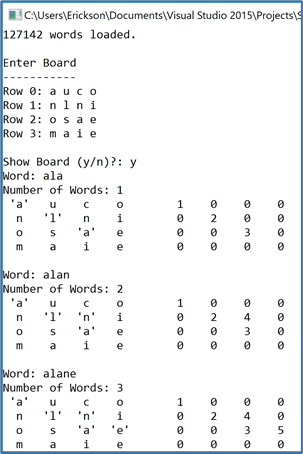 C:\Users\Erickson\Documents\Visual Studio 2015\Projects\S
127142 words loaded.
Enter Board
-----------
Row 0: a u c o
Row 1: n l n i
Row 2: o s a e
Row 3: m a i e
Show Board (y/n)?: y
Word: ala
Number of Words: 1
'a' u c o 1 0 0 0
n 'l' n i 0 2 0 0
o s 'a' e 0 0 3 0
m a i e 0 0 0 0
Word: alan
Number of Words: 2
'a' u c o 1 0 0 0
n 'l' 'n' i 0 2 4 0
o s 'a' e 0 0 3 0
m a i e 0 0 0 0
Word: alane
Number of Words: 3
'a' u c o 1 0 0 0
n 'l' 'n' i 0 2 4 0
o s 'a' 'e' 0 0 3 5
m a i e 0 0 0 0